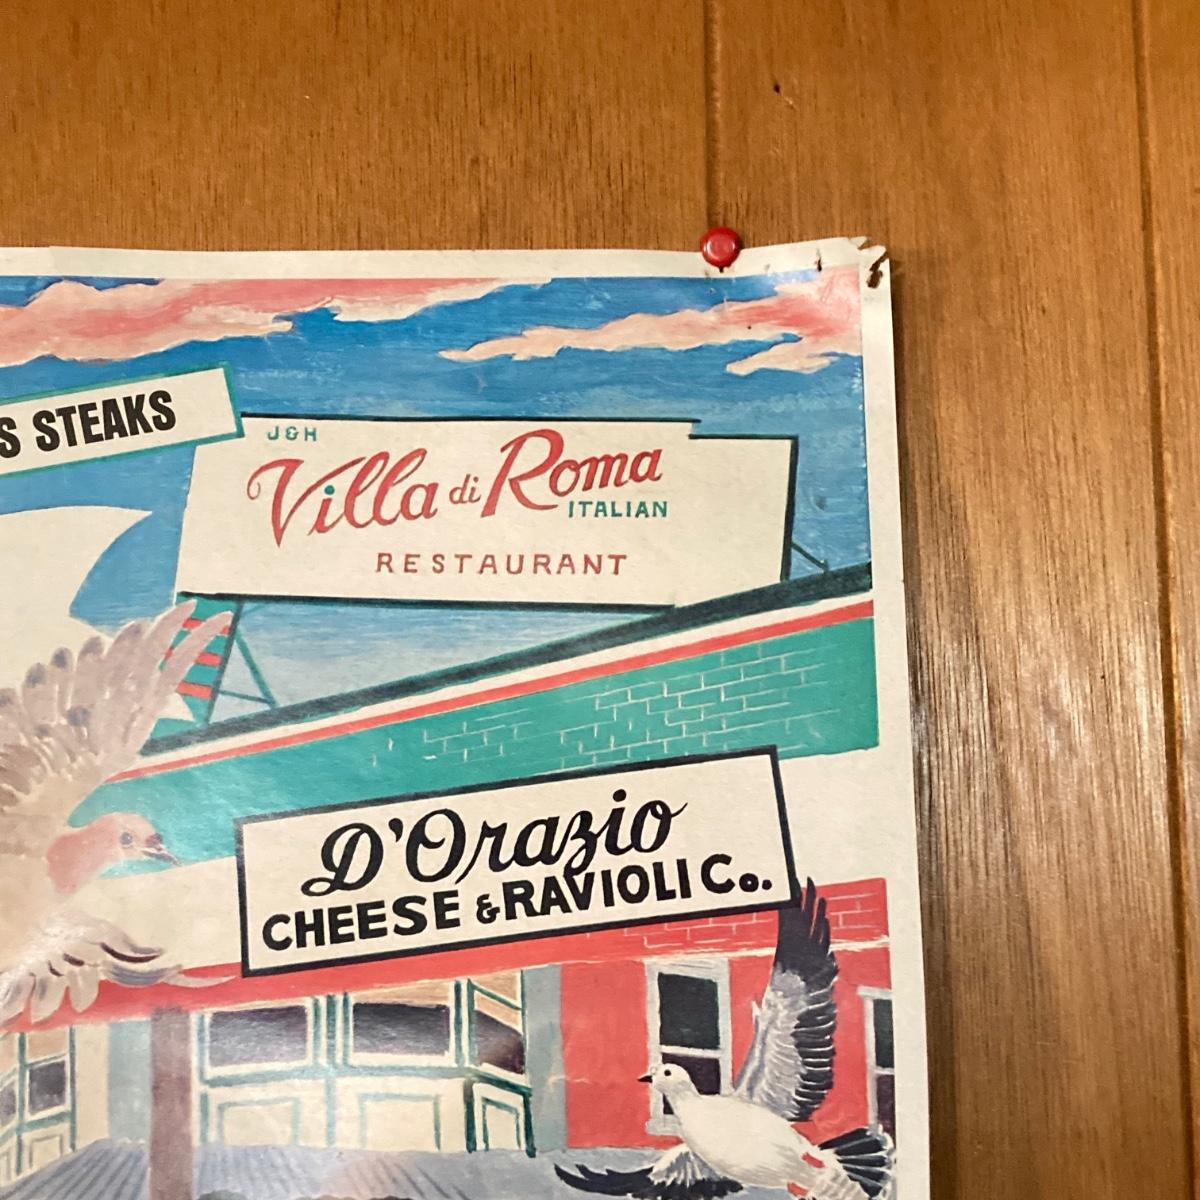 S STEAKS
J&H
Villa di Roma
ITALIAN
RESTAURANT
D'Orazio
CHEESE & RAVIOLI Co.